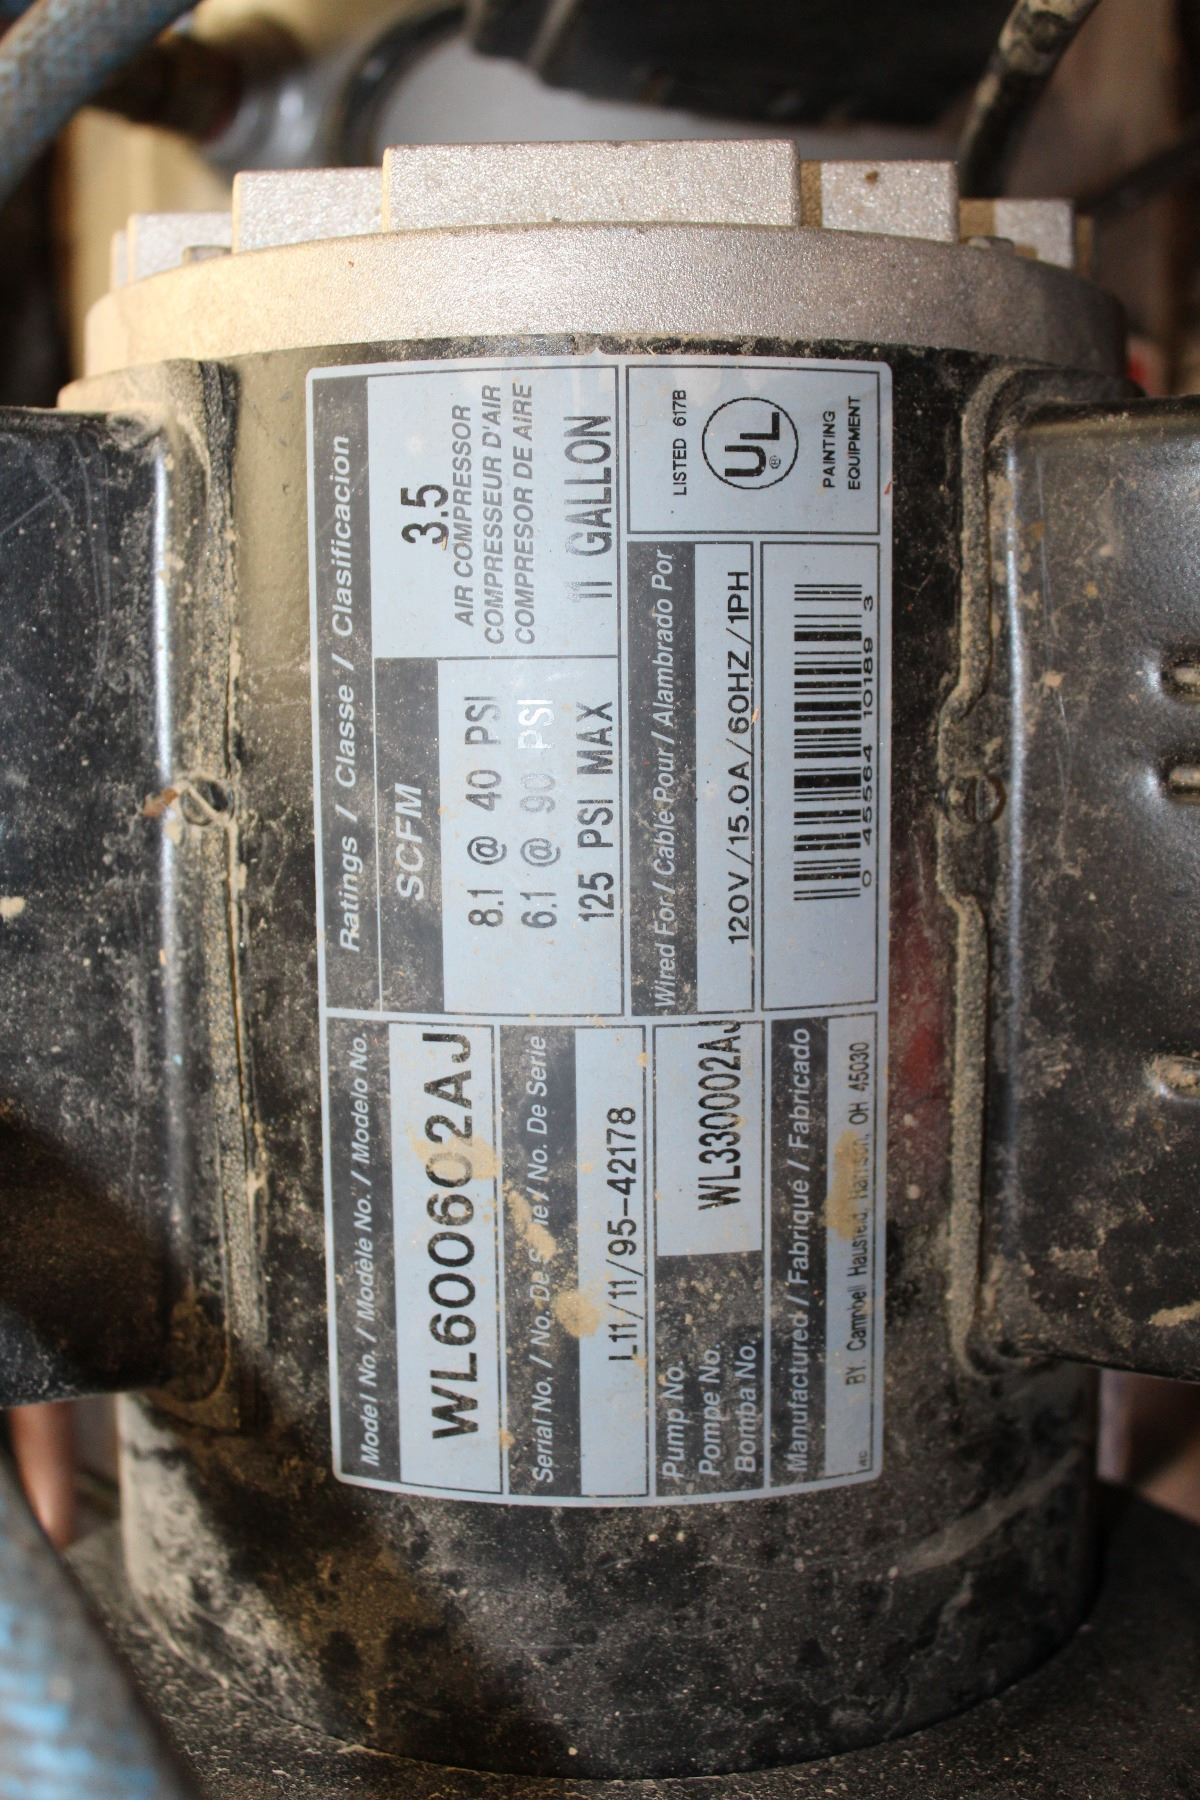 Ratings / Classe / Clasificacion
SCFM
8.1 @ 40 PSI
6.1 @ 90 PSI
125 PSI MAX
3.5
AIR COMPRESSOR
COMPRESSEUR D'AIR
COMPRESOR DE AIRE
11 GALLON
Wired For / Cablé Pour / Alambrado Por
120V/15.0A/60HZ/1PH
LISTED 617B
UL
®
PAINTING
EQUIPMENT
0 45564 10189 3
Model No. / Modèle No. / Modelo No.
WL600602AJ
Serial No. / No. De Série / No. De Serie
L11/11/95-42178
Pump No.
Pompe No.
Bomba No.
WL330002AJ
Manufactured / Fabriqué / Fabricado
BY. Campbell Hausfeld, Harrison, OH 45030